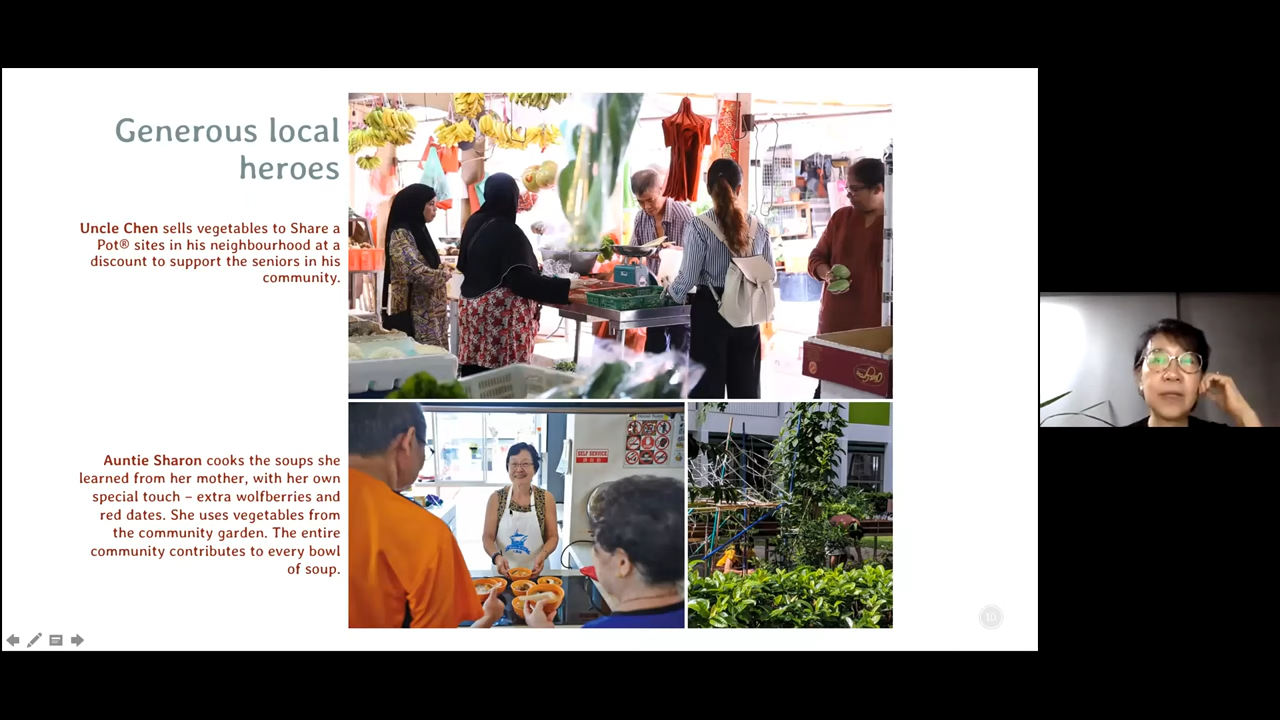 Generous local
heroes
Uncle Chen sells vegetables to Share a
Pot® sites in his neighbourhood at a
discount to support the seniors in his
community.
Auntie Sharon cooks the soups she
learned from her mother, with her own
special touch – extra wolfberries and
red dates. She uses vegetables from
the community garden. The entire
community contributes to every bowl
of soup.
SELF SERVICE
10